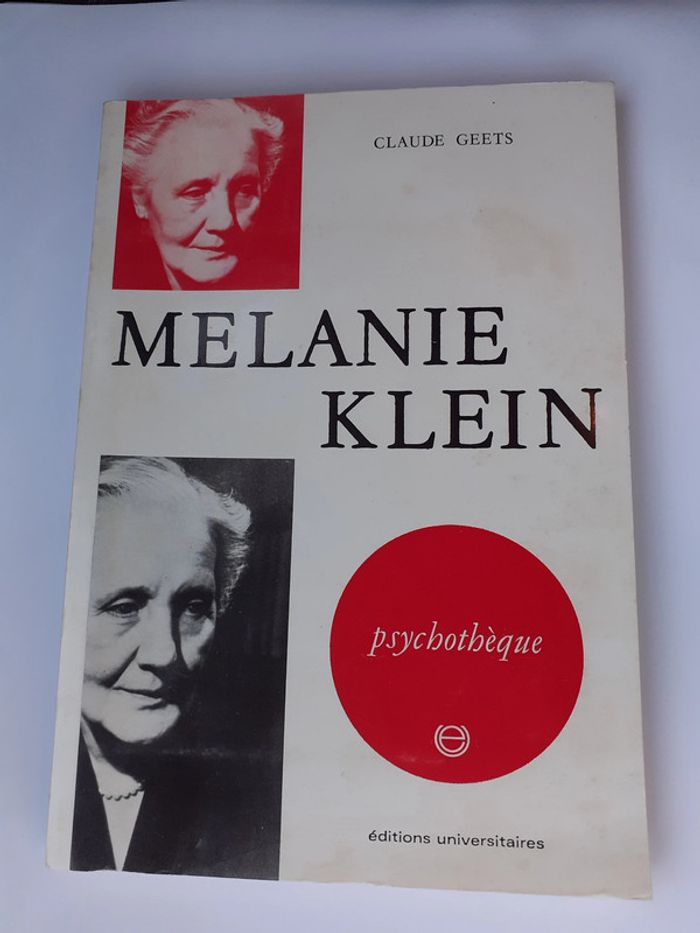 CLAUDE GEETS
MELANIE
KLEIN
psychothèque
éditions universitaires